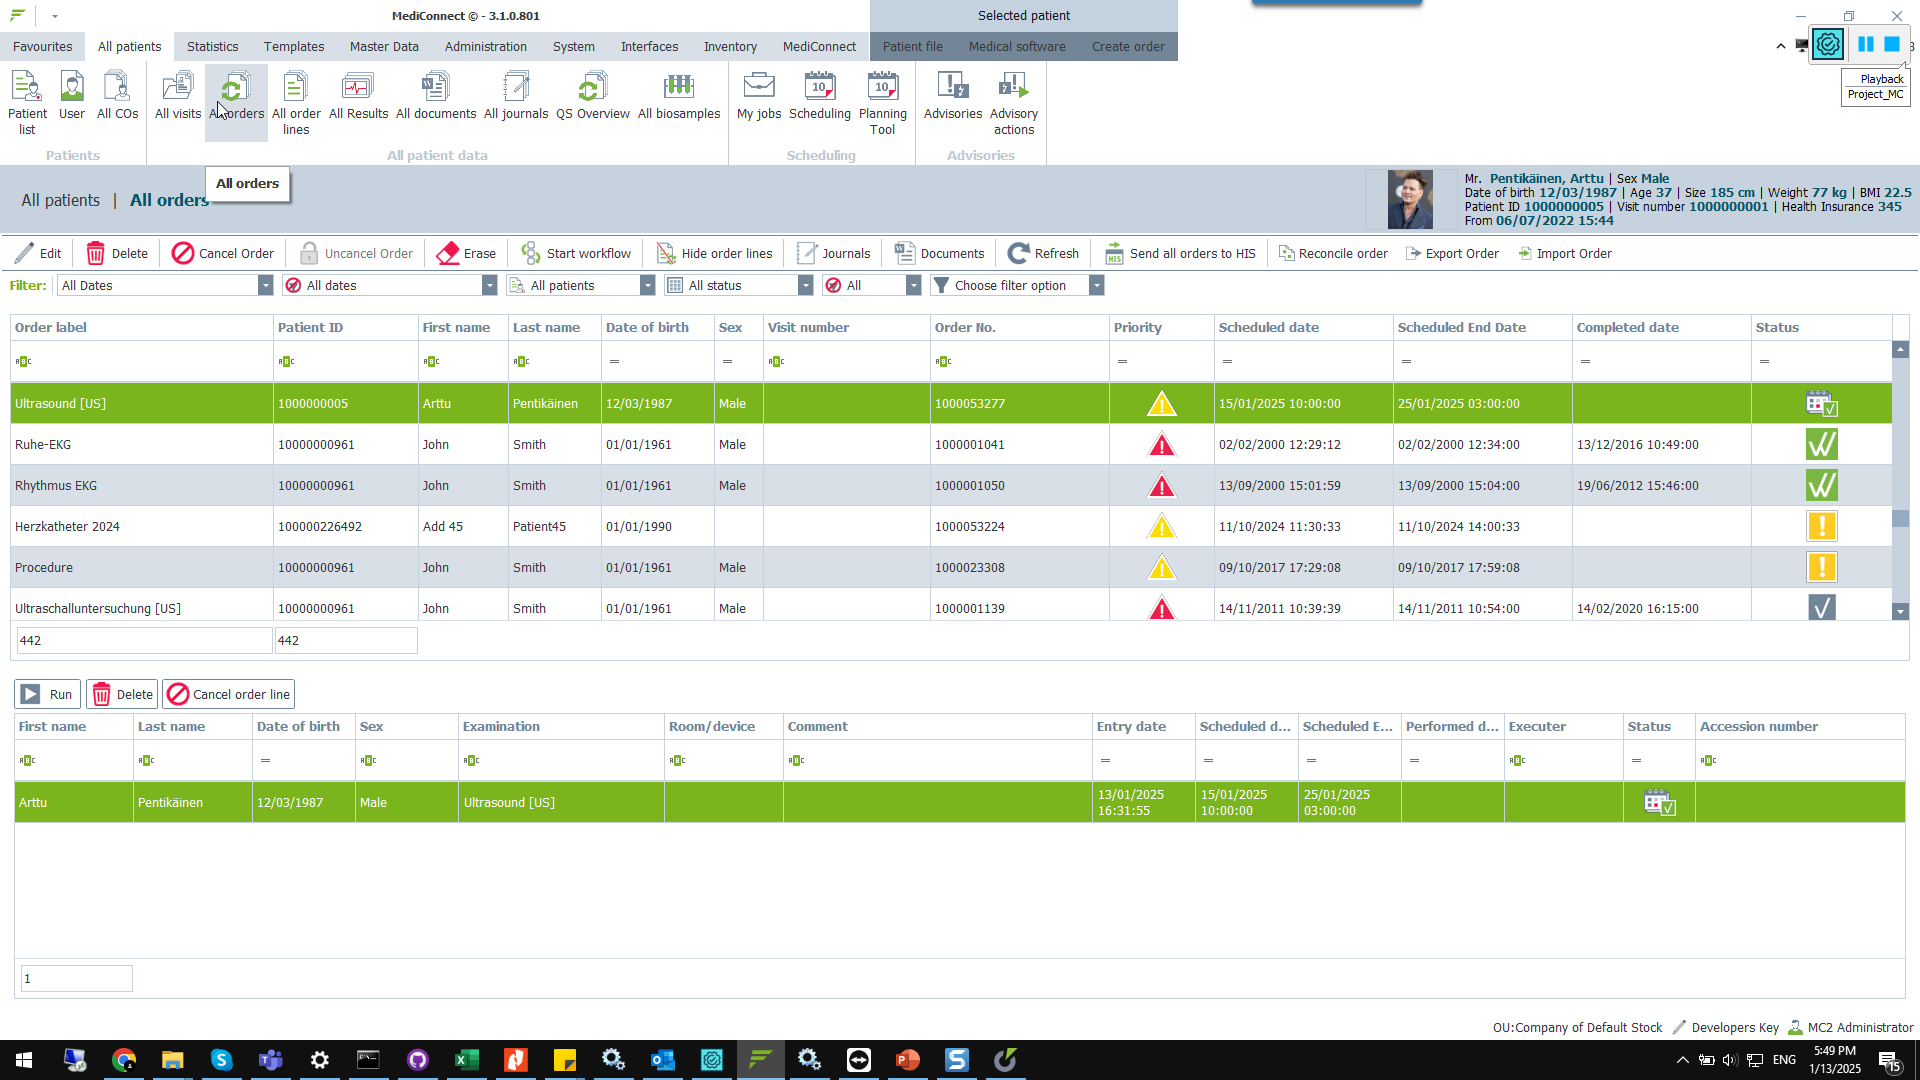 MediConnect © - 3.1.0.801
Selected patient
Favourites
All patients
Statistics
Templates
Master Data
Administration
System
Interfaces
Inventory
MediConnect
Patient file
Medical software
Create order
Playback
Project_MC
Patient list
User
All COs
All visits
orders
All order lines
All Results
All documents
All journals
QS Overview
All biosamples
My jobs
Scheduling
Planning Tool
Advisories
Advisory actions
Patients
All patient data
Scheduling
Advisories
All orders
All patients | All orders
Mr. Pentikäinen, Arttu | Sex Male
Date of birth 12/03/1987 | Age 37 | Size 185 cm | Weight 77 kg | BMI 22.5
Patient ID 1000000005 | Visit number 1000000001 | Health Insurance 345
From 06/07/2022 15:44
Edit
Delete
Cancel Order
Uncancel Order
Erase
Start workflow
Hide order lines
Journals
Documents
Refresh
Send all orders to HIS
Reconcile order
Export Order
Import Order
Filter:
All Dates
All dates
All patients
All status
All
Choose filter option
Order label Patient ID First name Last name Date of birth Sex Visit number Order No. Priority Scheduled date Scheduled End Date Completed date Status
Ultrasound [US] 1000000005 Arttu Pentikäinen 12/03/1987 Male 1000053277 15/01/2025 10:00:00 25/01/2025 03:00:00
Ruhe-EKG 10000000961 John Smith 01/01/1961 Male 1000001041 02/02/2000 12:29:12 02/02/2000 12:34:00 13/12/2016 10:49:00
Rhythmus EKG 10000000961 John Smith 01/01/1961 Male 1000001050 13/09/2000 15:01:59 13/09/2000 15:04:00 19/06/2012 15:46:00
Herzkatheter 2024 100000226492 Add 45 Patient45 01/01/1990 1000053224 11/10/2024 11:30:33 11/10/2024 14:00:33
Procedure 10000000961 John Smith 01/01/1961 Male 1000023308 09/10/2017 17:29:08 09/10/2017 17:59:08
Ultraschalluntersuchung [US] 10000000961 John Smith 01/01/1961 Male 1000001139 14/11/2011 10:39:39 14/11/2011 10:54:00 14/02/2020 16:15:00
442 442
Run
Delete
Cancel order line
First name Last name Date of birth Sex Examination Room/device Comment Entry date Scheduled d... Scheduled E... Performed d... Executer Status Accession number
Arttu Pentikäinen 12/03/1987 Male Ultrasound [US] 13/01/2025 16:31:55 15/01/2025 10:00:00 25/01/2025 03:00:00
1
OU:Company of Default Stock
Developers Key
MC2 Administrator
ENG
5:49 PM
1/13/2025
15